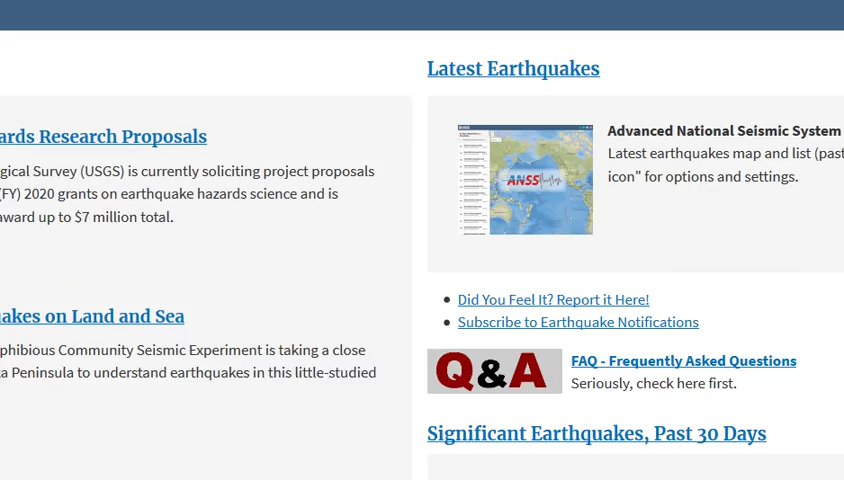 ards Research Proposals
gical Survey (USGS) is currently soliciting project proposals
(FY) 2020 grants on earthquake hazards science and is
award up to $7 million total.
uakes on Land and Sea
phibious Community Seismic Experiment is taking a close
ka Peninsula to understand earthquakes in this little-studied
Latest Earthquakes
ANSS
Advanced National Seismic System
Latest earthquakes map and list (past
icon" for options and settings.
Did You Feel It? Report it Here!
Subscribe to Earthquake Notifications
Q&A
FAQ - Frequently Asked Questions
Seriously, check here first.
Significant Earthquakes, Past 30 Days